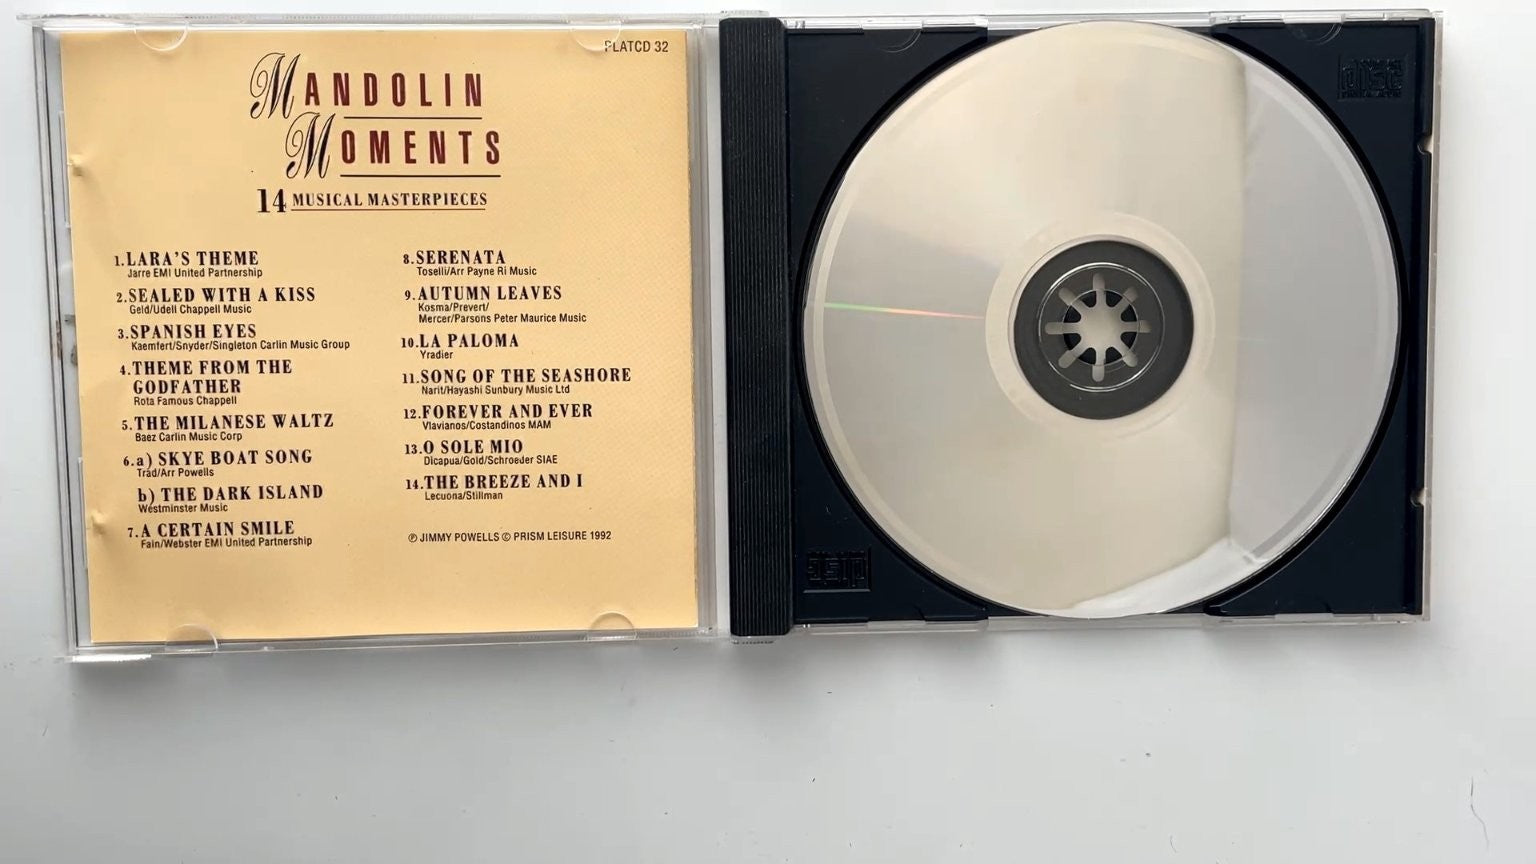 PLATCD 32
MANDOLIN
MOMENTS
14 MUSICAL MASTERPIECES
1.LARA'S THEME
Jarre EMI United Partnership
2.SEALED WITH A KISS
Geld/Udell Chappell Music
3.SPANISH EYES
Kaemfert/Snyder/Singleton Carlin Music Group
4.THEME FROM THE
GODFATHER
Rota Famous Chappell
5.THE MILANESE WALTZ
Baez Carlin Music Corp
6.a) SKYE BOAT SONG
Trad/Arr Powells
b) THE DARK ISLAND
Westminster Music
7.A CERTAIN SMILE
Fain/Webster EMI United Partnership
8.SERENATA
Toselli/Arr Payne Ri Music
9.AUTUMN LEAVES
Kosma/Prevert/
Mercer/Parsons Peter Maurice Music
10.LA PALOMA
Yradier
11.SONG OF THE SEASHORE
Narit/Hayashi Sunbury Music Ltd
12.FOREVER AND EVER
Vlavianos/Costandinos MAM
13.O SOLE MIO
Dicapua/Gold/Schroeder SIAE
14.THE BREEZE AND I
Lecuona/Stillman
℗ JIMMY POWELLS © PRISM LEISURE 1992
disc
disc